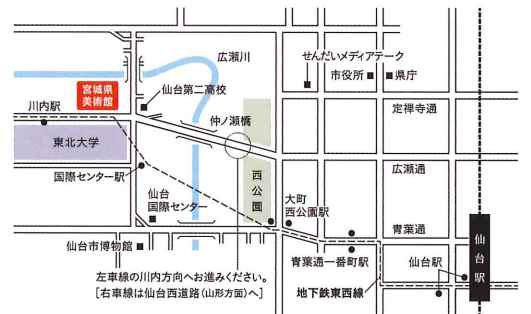 広瀬川
せんだいメディアテーク
市役所
県庁
宮城県
美術館
仙台第二高校
川内駅
仲ノ瀬橋
定禅寺通
東北大学
広瀬通
国際センター駅
西公園
仙台
国際センター
大町
西公園駅
青葉通
仙台市博物館
青葉通一番町駅
仙台駅
仙台駅
左車線の川内方向へお進みください。
[右車線は仙台西道路(山形方面)へ]
地下鉄東西線